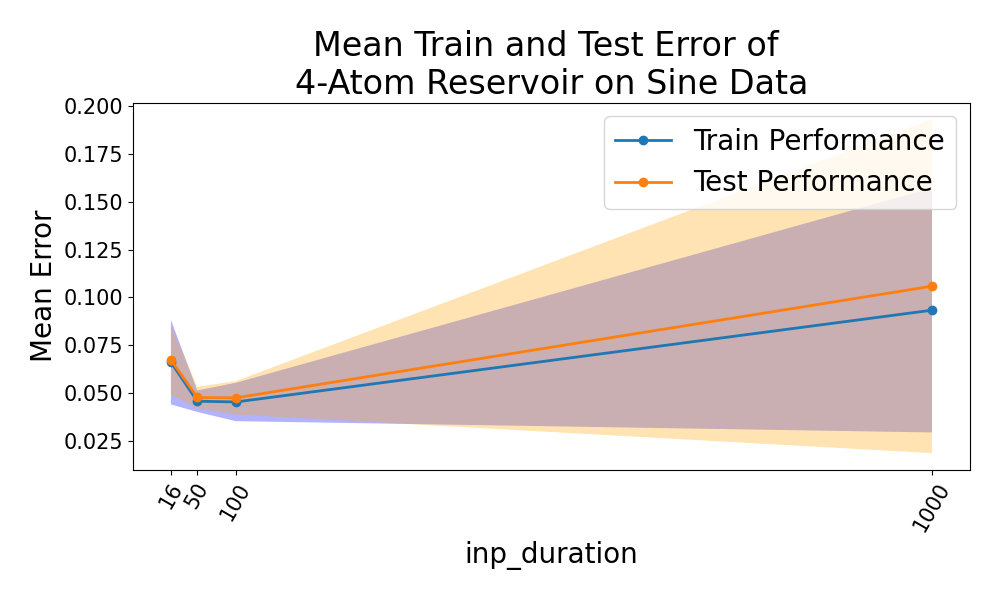 Mean Train and Test Error of
4-Atom Reservoir on Sine Data
0.200
0.175
0.150
0.125
0.100
0.075
0.050
0.025
Mean Error
Train Performance
Test Performance
16
50
100
1000
inp_duration